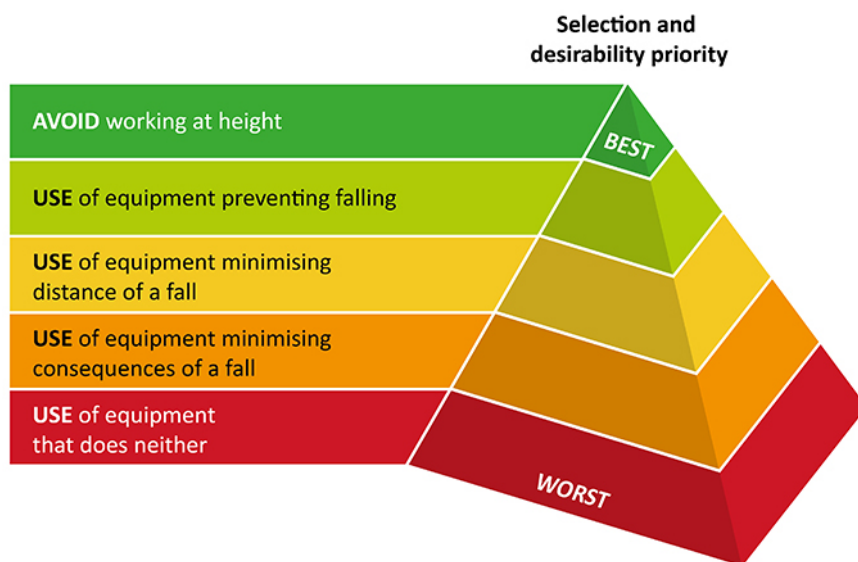 Selection and
desirability priority
AVOID working at height
BEST
USE of equipment preventing falling
USE of equipment minimising
distance of a fall
USE of equipment minimising
consequences of a fall
USE of equipment
that does neither
WORST